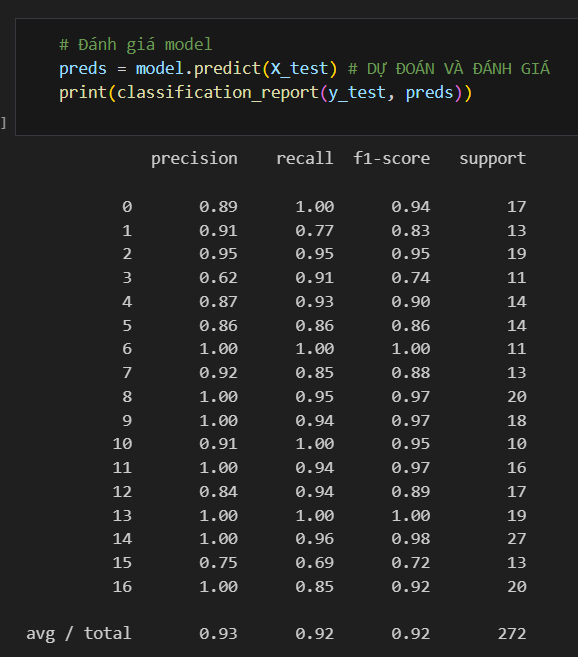 # Đánh giá model
preds = model.predict(X_test) # DỰ ĐOÁN VÀ ĐÁNH GIÁ
print(classification_report(y_test, preds))
]
precision recall f1-score support
0 0.89 1.00 0.94 17
1 0.91 0.77 0.83 13
2 0.95 0.95 0.95 19
3 0.62 0.91 0.74 11
4 0.87 0.93 0.90 14
5 0.86 0.86 0.86 14
6 1.00 1.00 1.00 11
7 0.92 0.85 0.88 13
8 1.00 0.95 0.97 20
9 1.00 0.94 0.97 18
10 0.91 1.00 0.95 10
11 1.00 0.94 0.97 16
12 0.84 0.94 0.89 17
13 1.00 1.00 1.00 19
14 1.00 0.96 0.98 27
15 0.75 0.69 0.72 13
16 1.00 0.85 0.92 20
avg / total 0.93 0.92 0.92 272